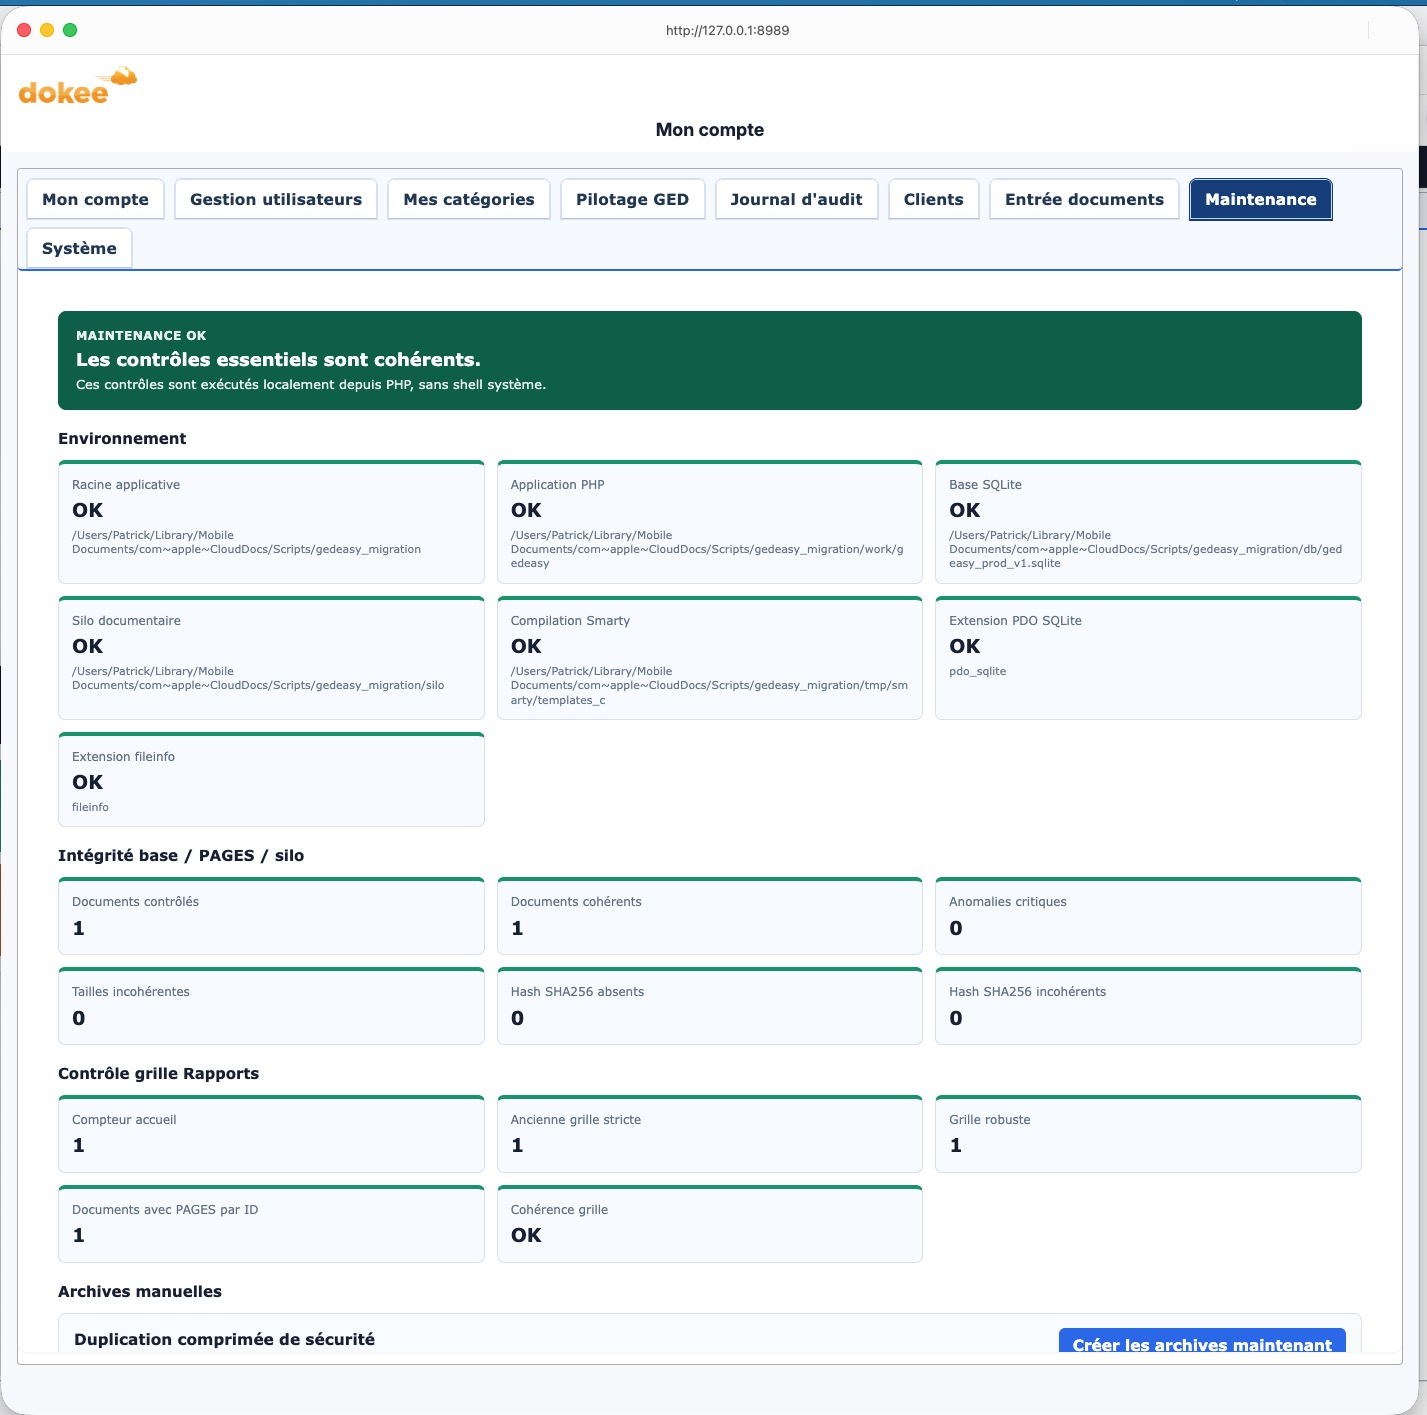 http://127.0.0.1:8989
dokee
Mon compte
Mon compte
Gestion utilisateurs
Mes catégories
Pilotage GED
Journal d'audit
Clients
Entrée documents
Maintenance
Système
MAINTENANCE OK
Les contrôles essentiels sont cohérents.
Ces contrôles sont exécutés localement depuis PHP, sans shell système.
Environnement
Racine applicative
OK
/Users/Patrick/Library/Mobile
Documents/com~apple~CloudDocs/Scripts/gedeasy_migration
Application PHP
OK
/Users/Patrick/Library/Mobile
Documents/com~apple~CloudDocs/Scripts/gedeasy_migration/work/g
edeasy
Base SQLite
OK
/Users/Patrick/Library/Mobile
Documents/com~apple~CloudDocs/Scripts/gedeasy_migration/db/ged
easy_prod_v1.sqlite
Silo documentaire
OK
/Users/Patrick/Library/Mobile
Documents/com~apple~CloudDocs/Scripts/gedeasy_migration/silo
Compilation Smarty
OK
/Users/Patrick/Library/Mobile
Documents/com~apple~CloudDocs/Scripts/gedeasy_migration/tmp/sm
arty/templates_c
Extension PDO SQLite
OK
pdo_sqlite
Extension fileinfo
OK
fileinfo
Intégrité base / PAGES / silo
Documents contrôlés
1
Documents cohérents
1
Anomalies critiques
0
Tailles incohérentes
0
Hash SHA256 absents
0
Hash SHA256 incohérents
0
Contrôle grille Rapports
Compteur accueil
1
Ancienne grille stricte
1
Grille robuste
1
Documents avec PAGES par ID
1
Cohérence grille
OK
Archives manuelles
Duplication comprimée de sécurité
Créer les archives maintenant